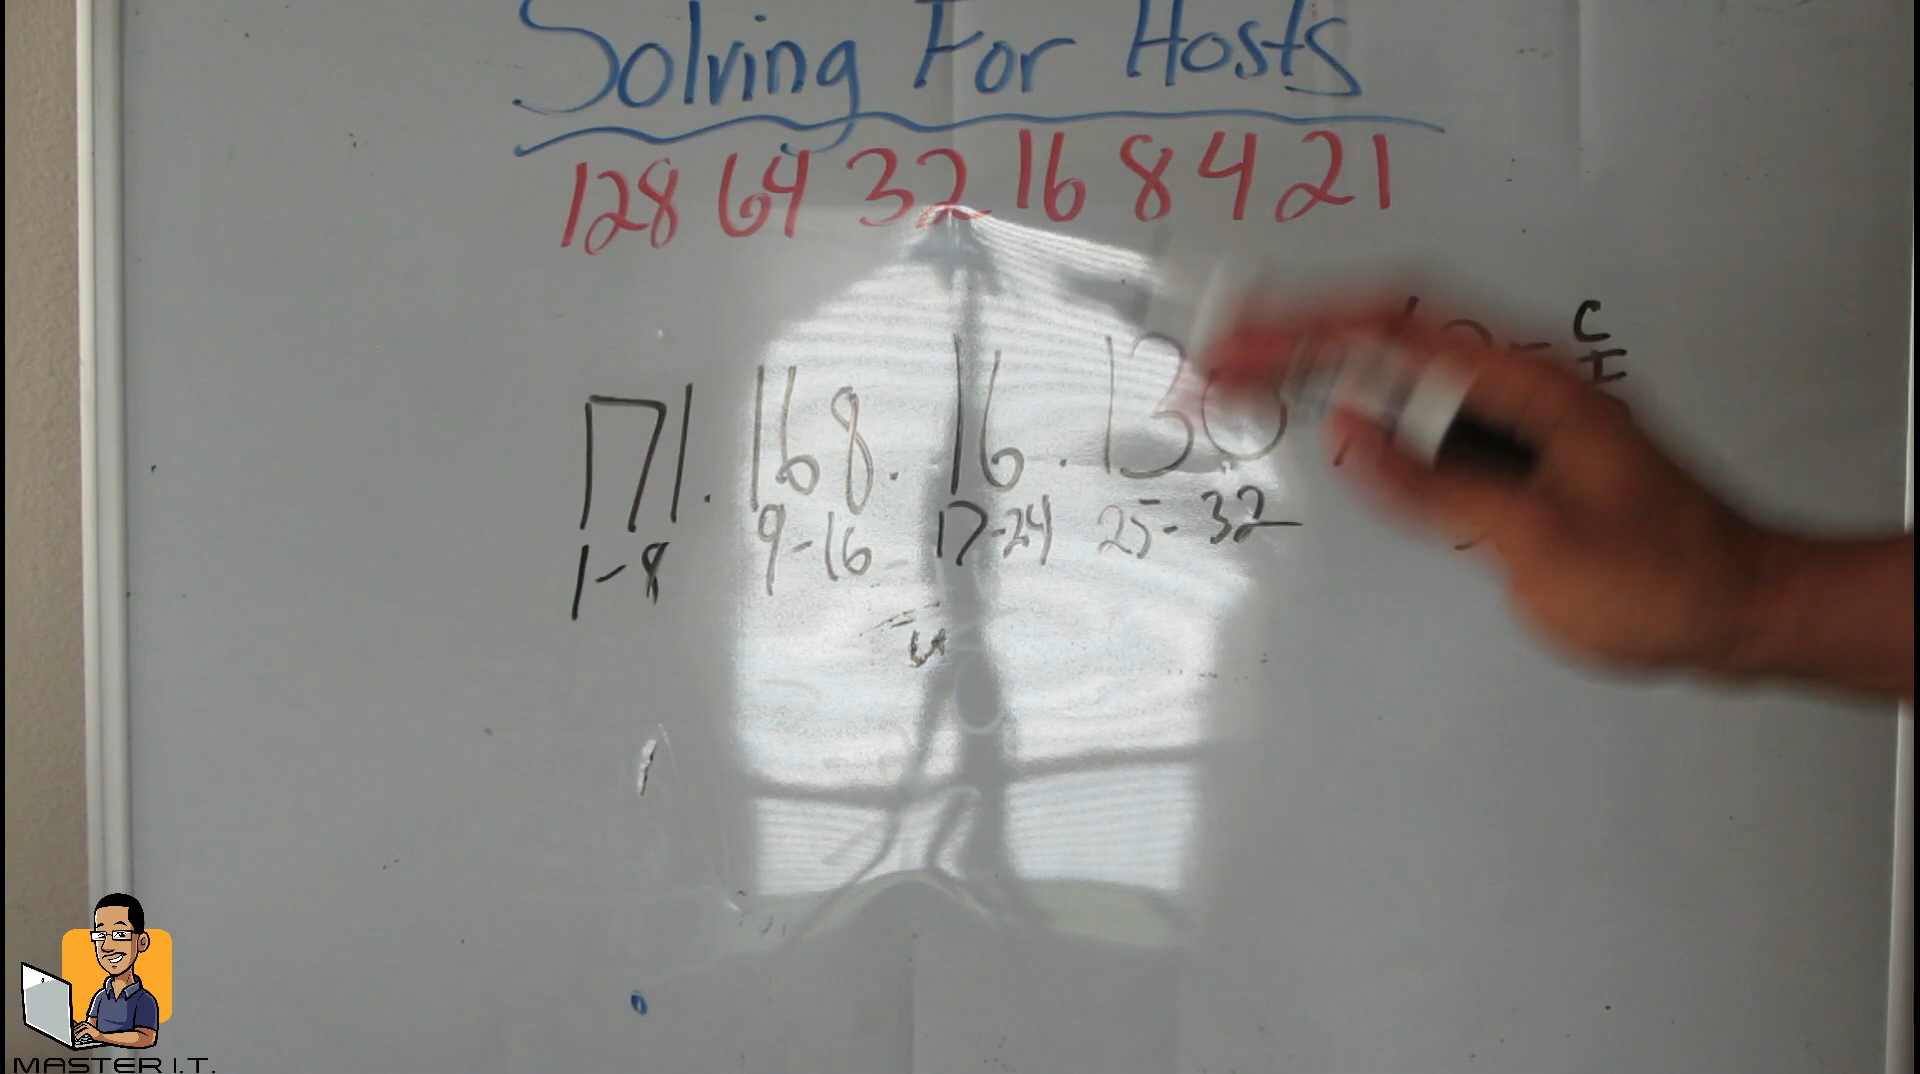 Solving For Hosts
128 64 32 16 8 4 2 1
171.168.16.130
1-8 9-16 17-24 25-32
C
I
MASTER I.T.